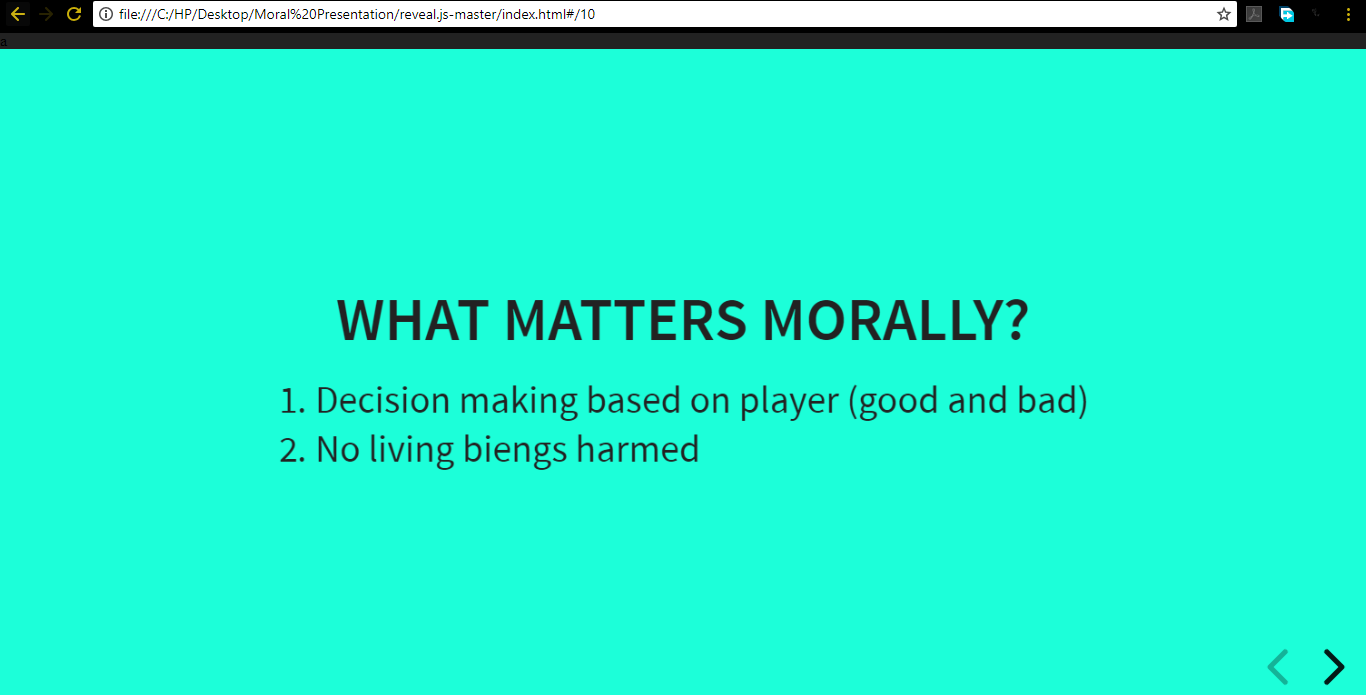 file:///C:/HP/Desktop/Moral%20Presentation/reveal.js-master/index.html#/10
a
WHAT MATTERS MORALLY?
1. Decision making based on player (good and bad)
2. No living biengs harmed